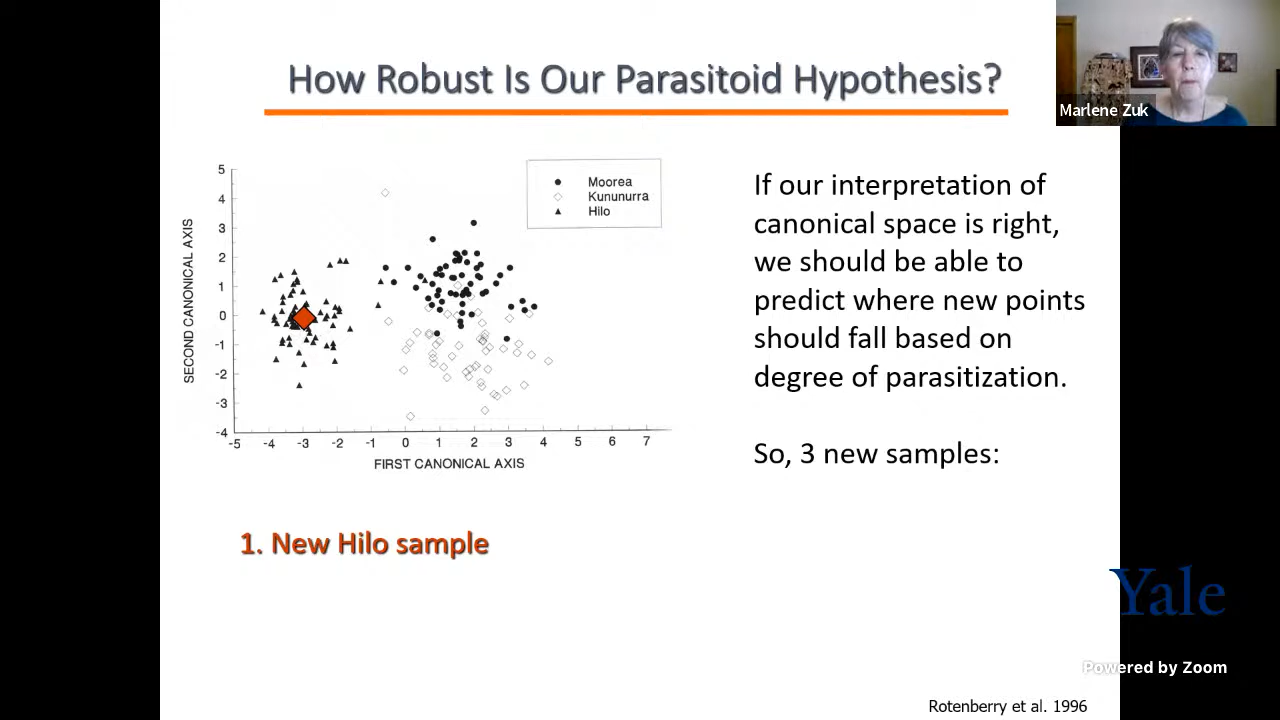 How Robust Is Our Parasitoid Hypothesis?
Marlene Zuk
5
4
3
2
1
0
-1
-2
-3
-4
SECOND CANONICAL AXIS
Moorea
Kununurra
Hilo
-5 -4 -3 -2 -1 0 1 2 3 4 5 6 7
FIRST CANONICAL AXIS
If our interpretation of
canonical space is right,
we should be able to
predict where new points
should fall based on
degree of parasitization.
So, 3 new samples:
1. New Hilo sample
Yale
Powered by Zoom
Rotenberry et al. 1996